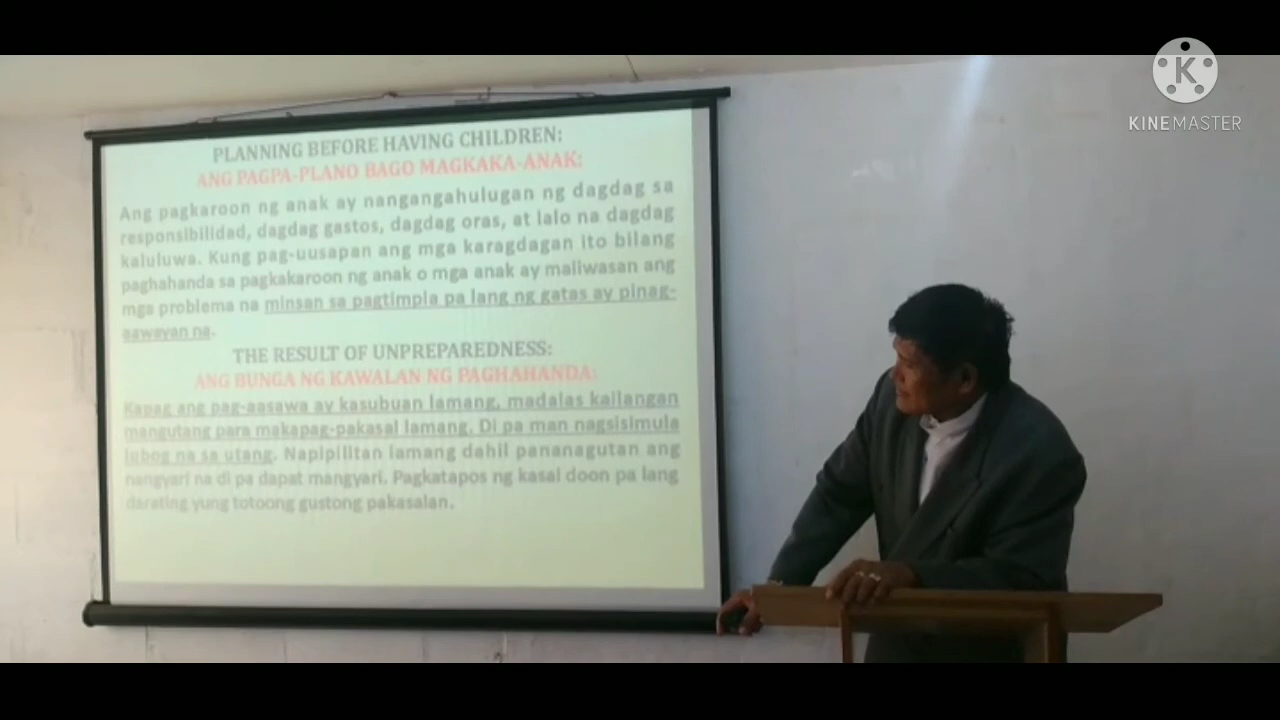 PLANNING BEFORE HAVING CHILDREN:
ANG PAGPA-PLANO BAGO MAGKAKA-ANAK:
Ang pagkaroon ng anak ay nangangahulugan ng dagdag sa
responsibilidad, dagdag gastos, dagdag oras, at lalo na dagdag
kaluluwa. Kung pag-uusapan ang mga karagdagan ito bilang
paghahanda sa pagkakaroon ng anak o mga anak ay maliwasan ang
mga problema na minsan sa pagtimpla pa lang ng gatas ay pinag-
aawayan na.
THE RESULT OF UNPREPAREDNESS:
ANG BUNGA NG KAWALAN NG PAGHAHANDA:
Kapag ang pag-aasawa ay kasubuan lamang, madalas kailangan
mangutang para makapag-pakasal lamang. Di pa man nagsisimula
lubog na sa utang. Napipilitan lamang dahil pananagutan ang
nangyari na di pa dapat mangyari. Pagkatapos ng kasal doon pa lang
darating yung totoong gustong pakasalan.
K
KINEMASTER